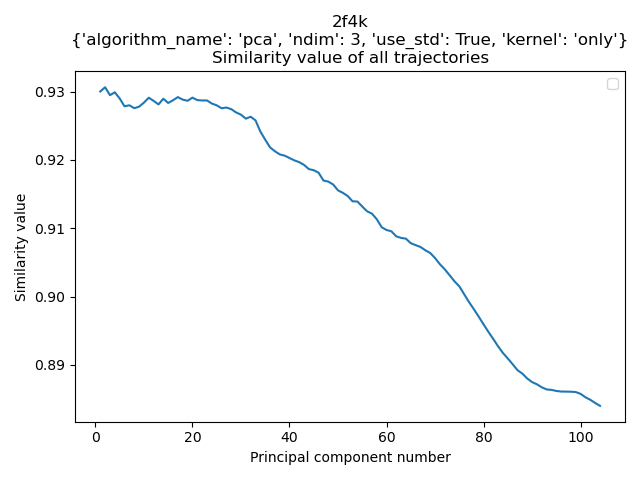 2f4k
{'algorithm_name': 'pca', 'ndim': 3, 'use_std': True, 'kernel': 'only'}
Similarity value of all trajectories
0.93
0.92
0.91
0.90
0.89
Similarity value
0 20 40 60 80 100
Principal component number